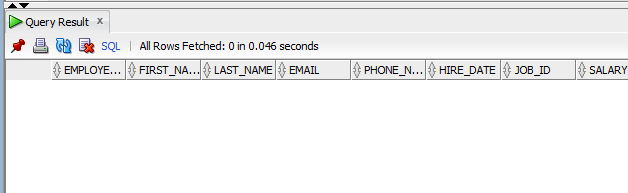 Query Result x
SQL | All Rows Fetched: 0 in 0.046 seconds
EMPLOYE... FIRST_NA... LAST_NAME EMAIL PHONE_N... HIRE_DATE JOB_ID SALARY